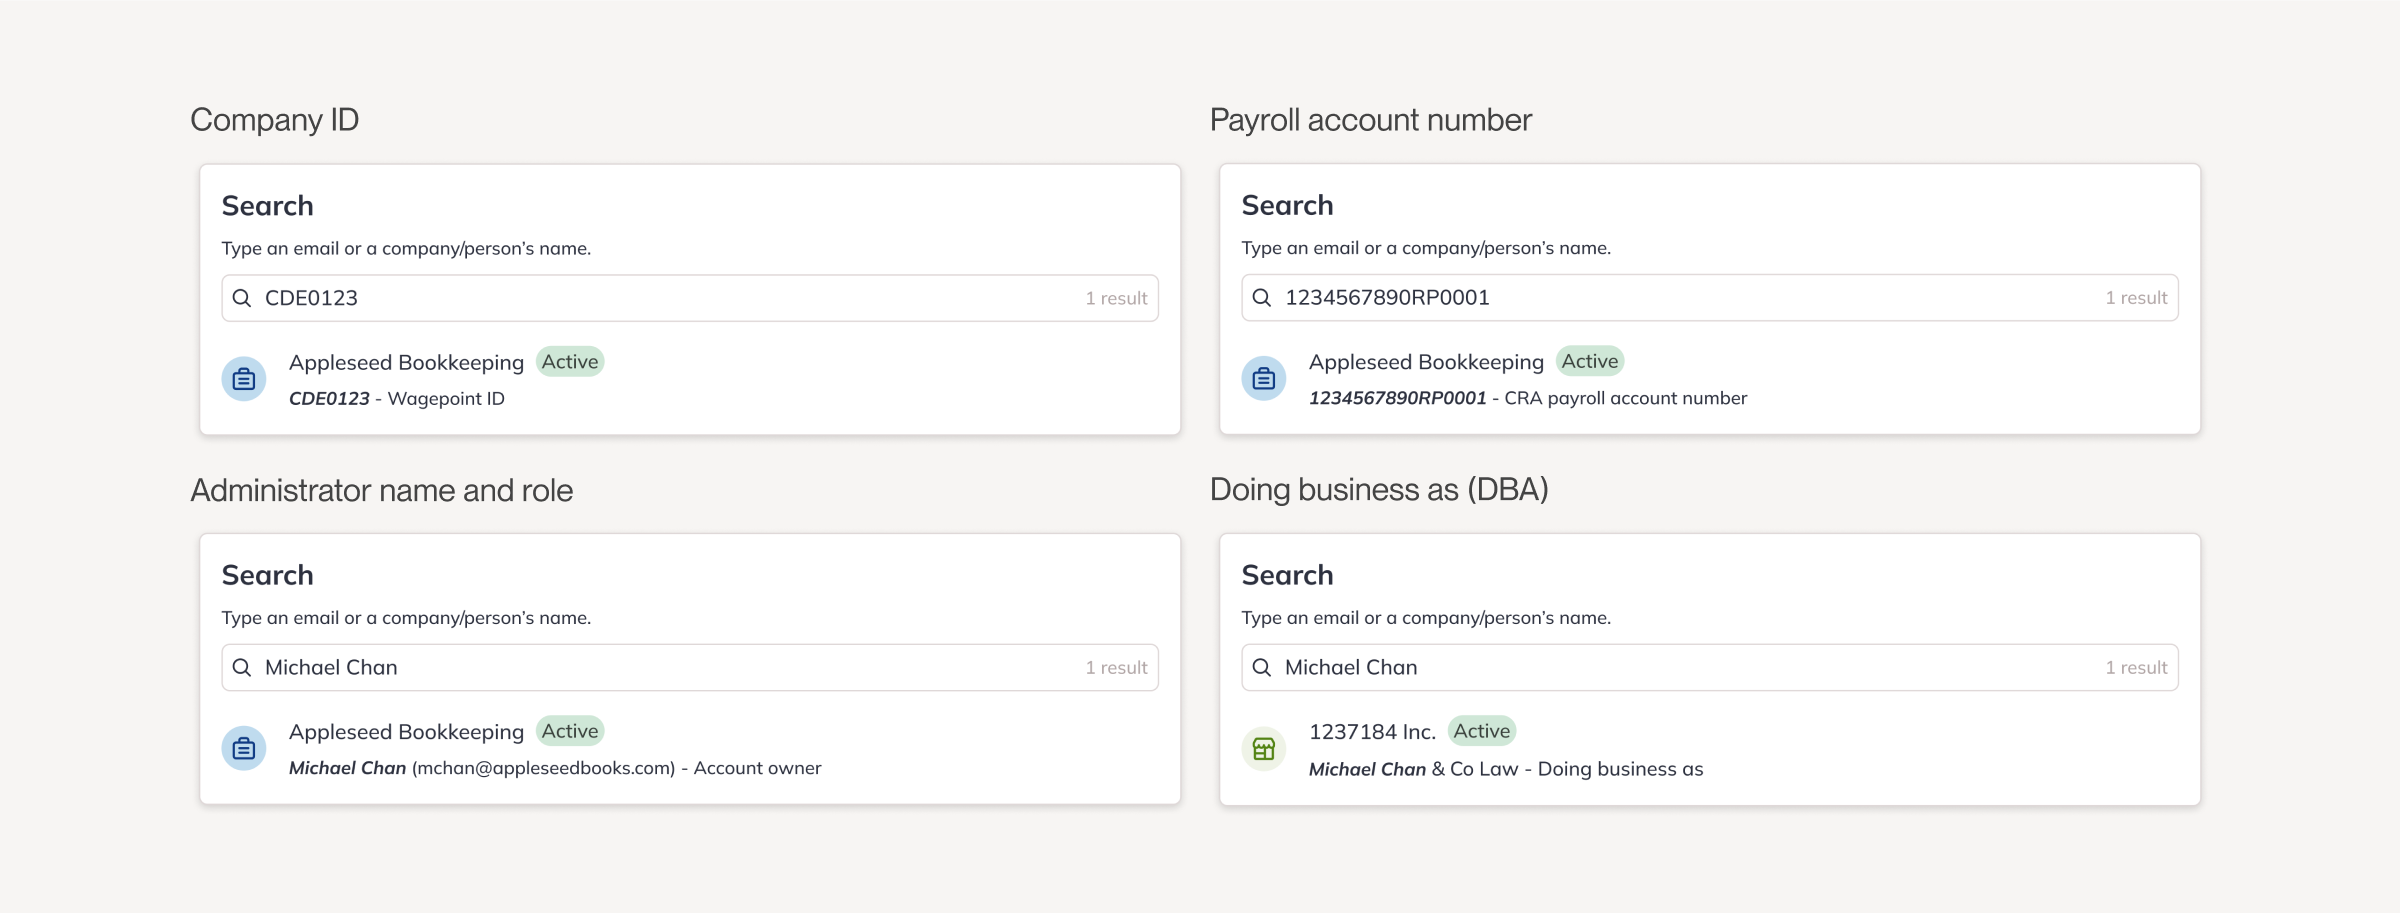 Company ID
Search
Type an email or a company/person’s name.
CDE0123 1 result
Appleseed Bookkeeping Active
CDE0123 - Wagepoint ID
Payroll account number
Search
Type an email or a company/person’s name.
1234567890RP0001 1 result
Appleseed Bookkeeping Active
1234567890RP0001 - CRA payroll account number
Administrator name and role
Search
Type an email or a company/person’s name.
Michael Chan 1 result
Appleseed Bookkeeping Active
Michael Chan (mchan@appleseedbooks.com) - Account owner
Doing business as (DBA)
Search
Type an email or a company/person’s name.
Michael Chan 1 result
1237184 Inc. Active
Michael Chan & Co Law - Doing business as